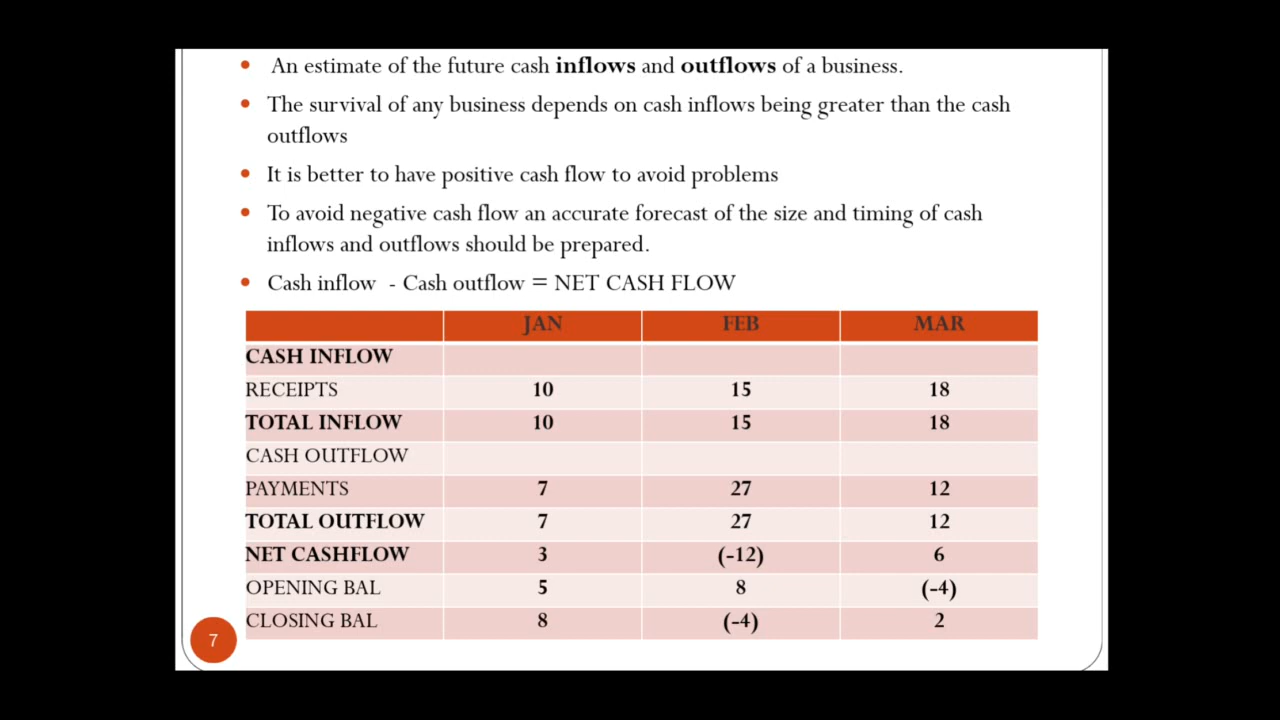 An estimate of the future cash inflows and outflows of a business.
The survival of any business depends on cash inflows being greater than the cash
outflows
It is better to have positive cash flow to avoid problems
To avoid negative cash flow an accurate forecast of the size and timing of cash
inflows and outflows should be prepared.
Cash inflow - Cash outflow = NET CASH FLOW
JAN FEB MAR
CASH INFLOW
RECEIPTS 10 15 18
TOTAL INFLOW 10 15 18
CASH OUTFLOW
PAYMENTS 7 27 12
TOTAL OUTFLOW 7 27 12
NET CASHFLOW 3 (-12) 6
OPENING BAL 5 8 (-4)
CLOSING BAL 8 (-4) 2
7